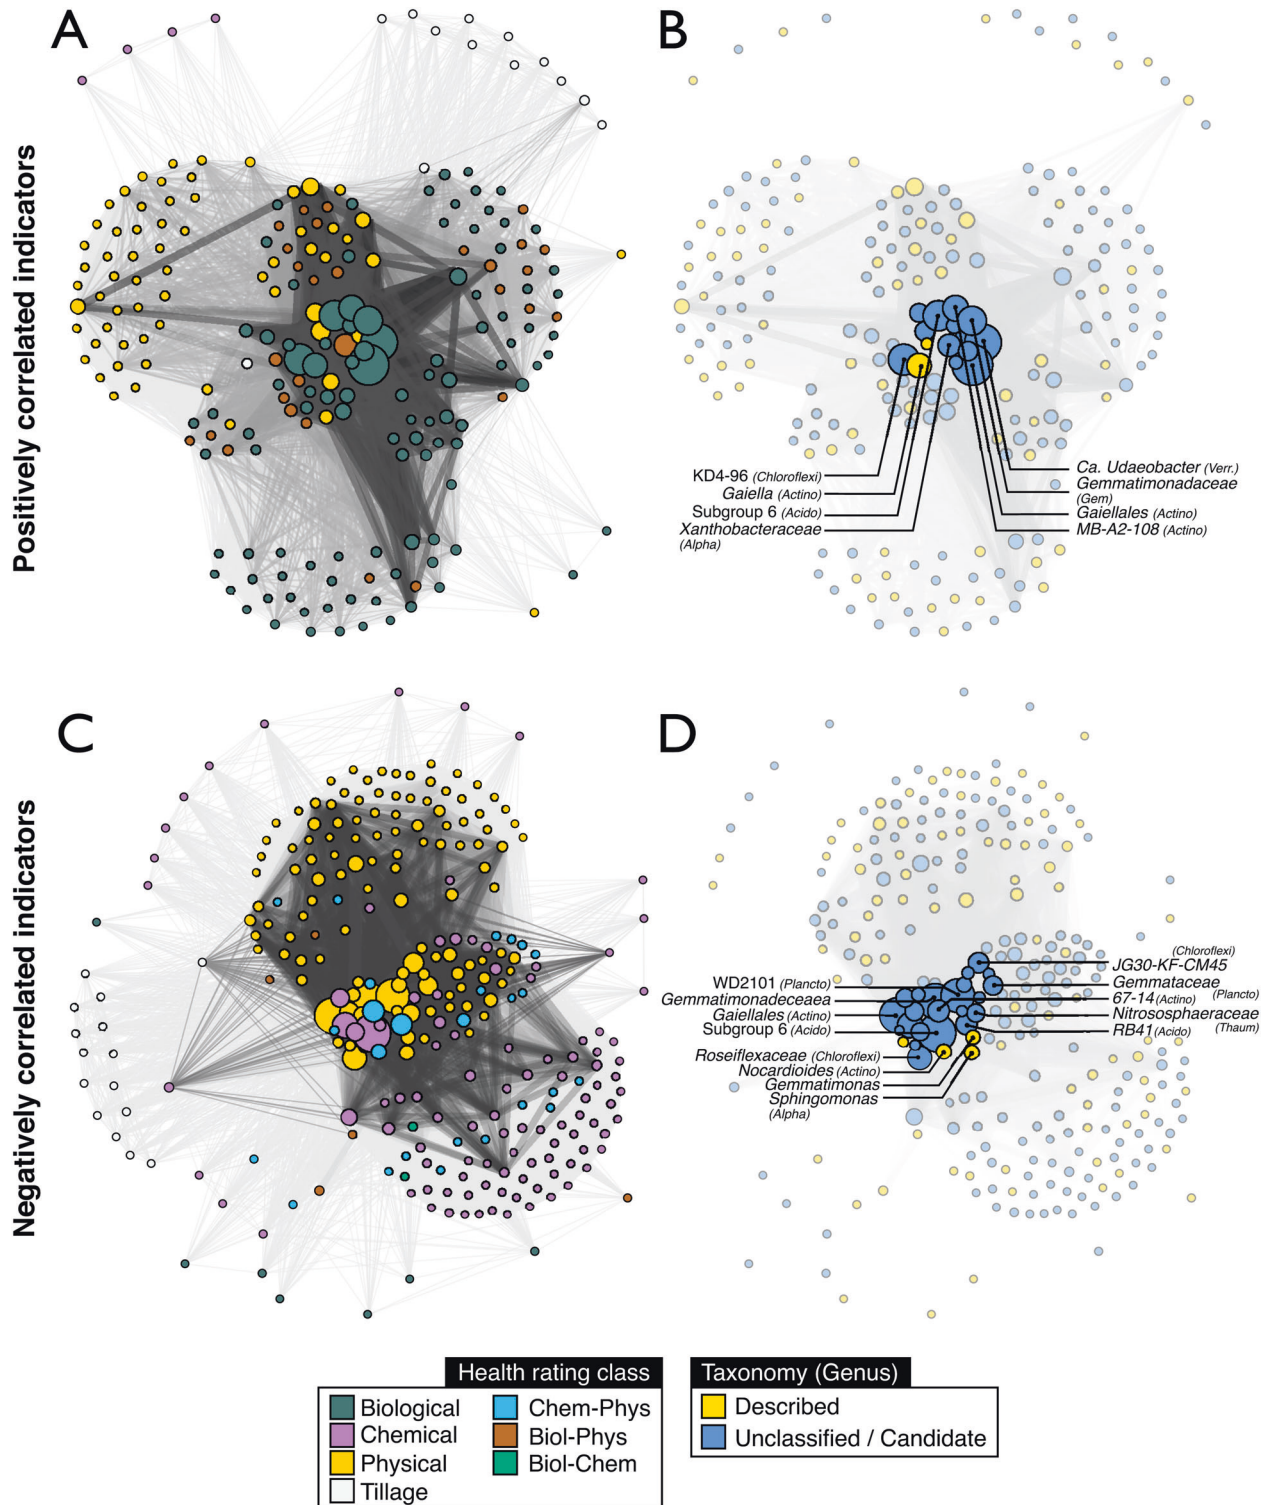 A
B
Positively correlated indicators
KD4-96 (Chloroflexi)
Gaiella (Actino)
Subgroup 6 (Acido)
Xanthobacteraceae
(Alpha)
Ca. Udaeobacter (Verr.)
Gemmatimonadaceae
(Gem)
Gaiellales (Actino)
MB-A2-108 (Actino)
C
D
Negatively correlated indicators
WD2101 (Plancto)
Gemmatimonadeceaea
Gaiellales (Actino)
Subgroup 6 (Acido)
Roseiflexaceae (Chloroflexi)
Nocardioides (Actino)
Gemmatimonas
Sphingomonas
(Alpha)
(Chloroflexi)
JG30-KF-CM45
Gemmataceae
(Plancto)
67-14 (Actino)
Nitrososphaeraceae
(Thaum)
RB41 (Acido)
Health rating class
Biological
Chemical
Physical
Tillage
Chem-Phys
Biol-Phys
Biol-Chem
Taxonomy (Genus)
Described
Unclassified / Candidate